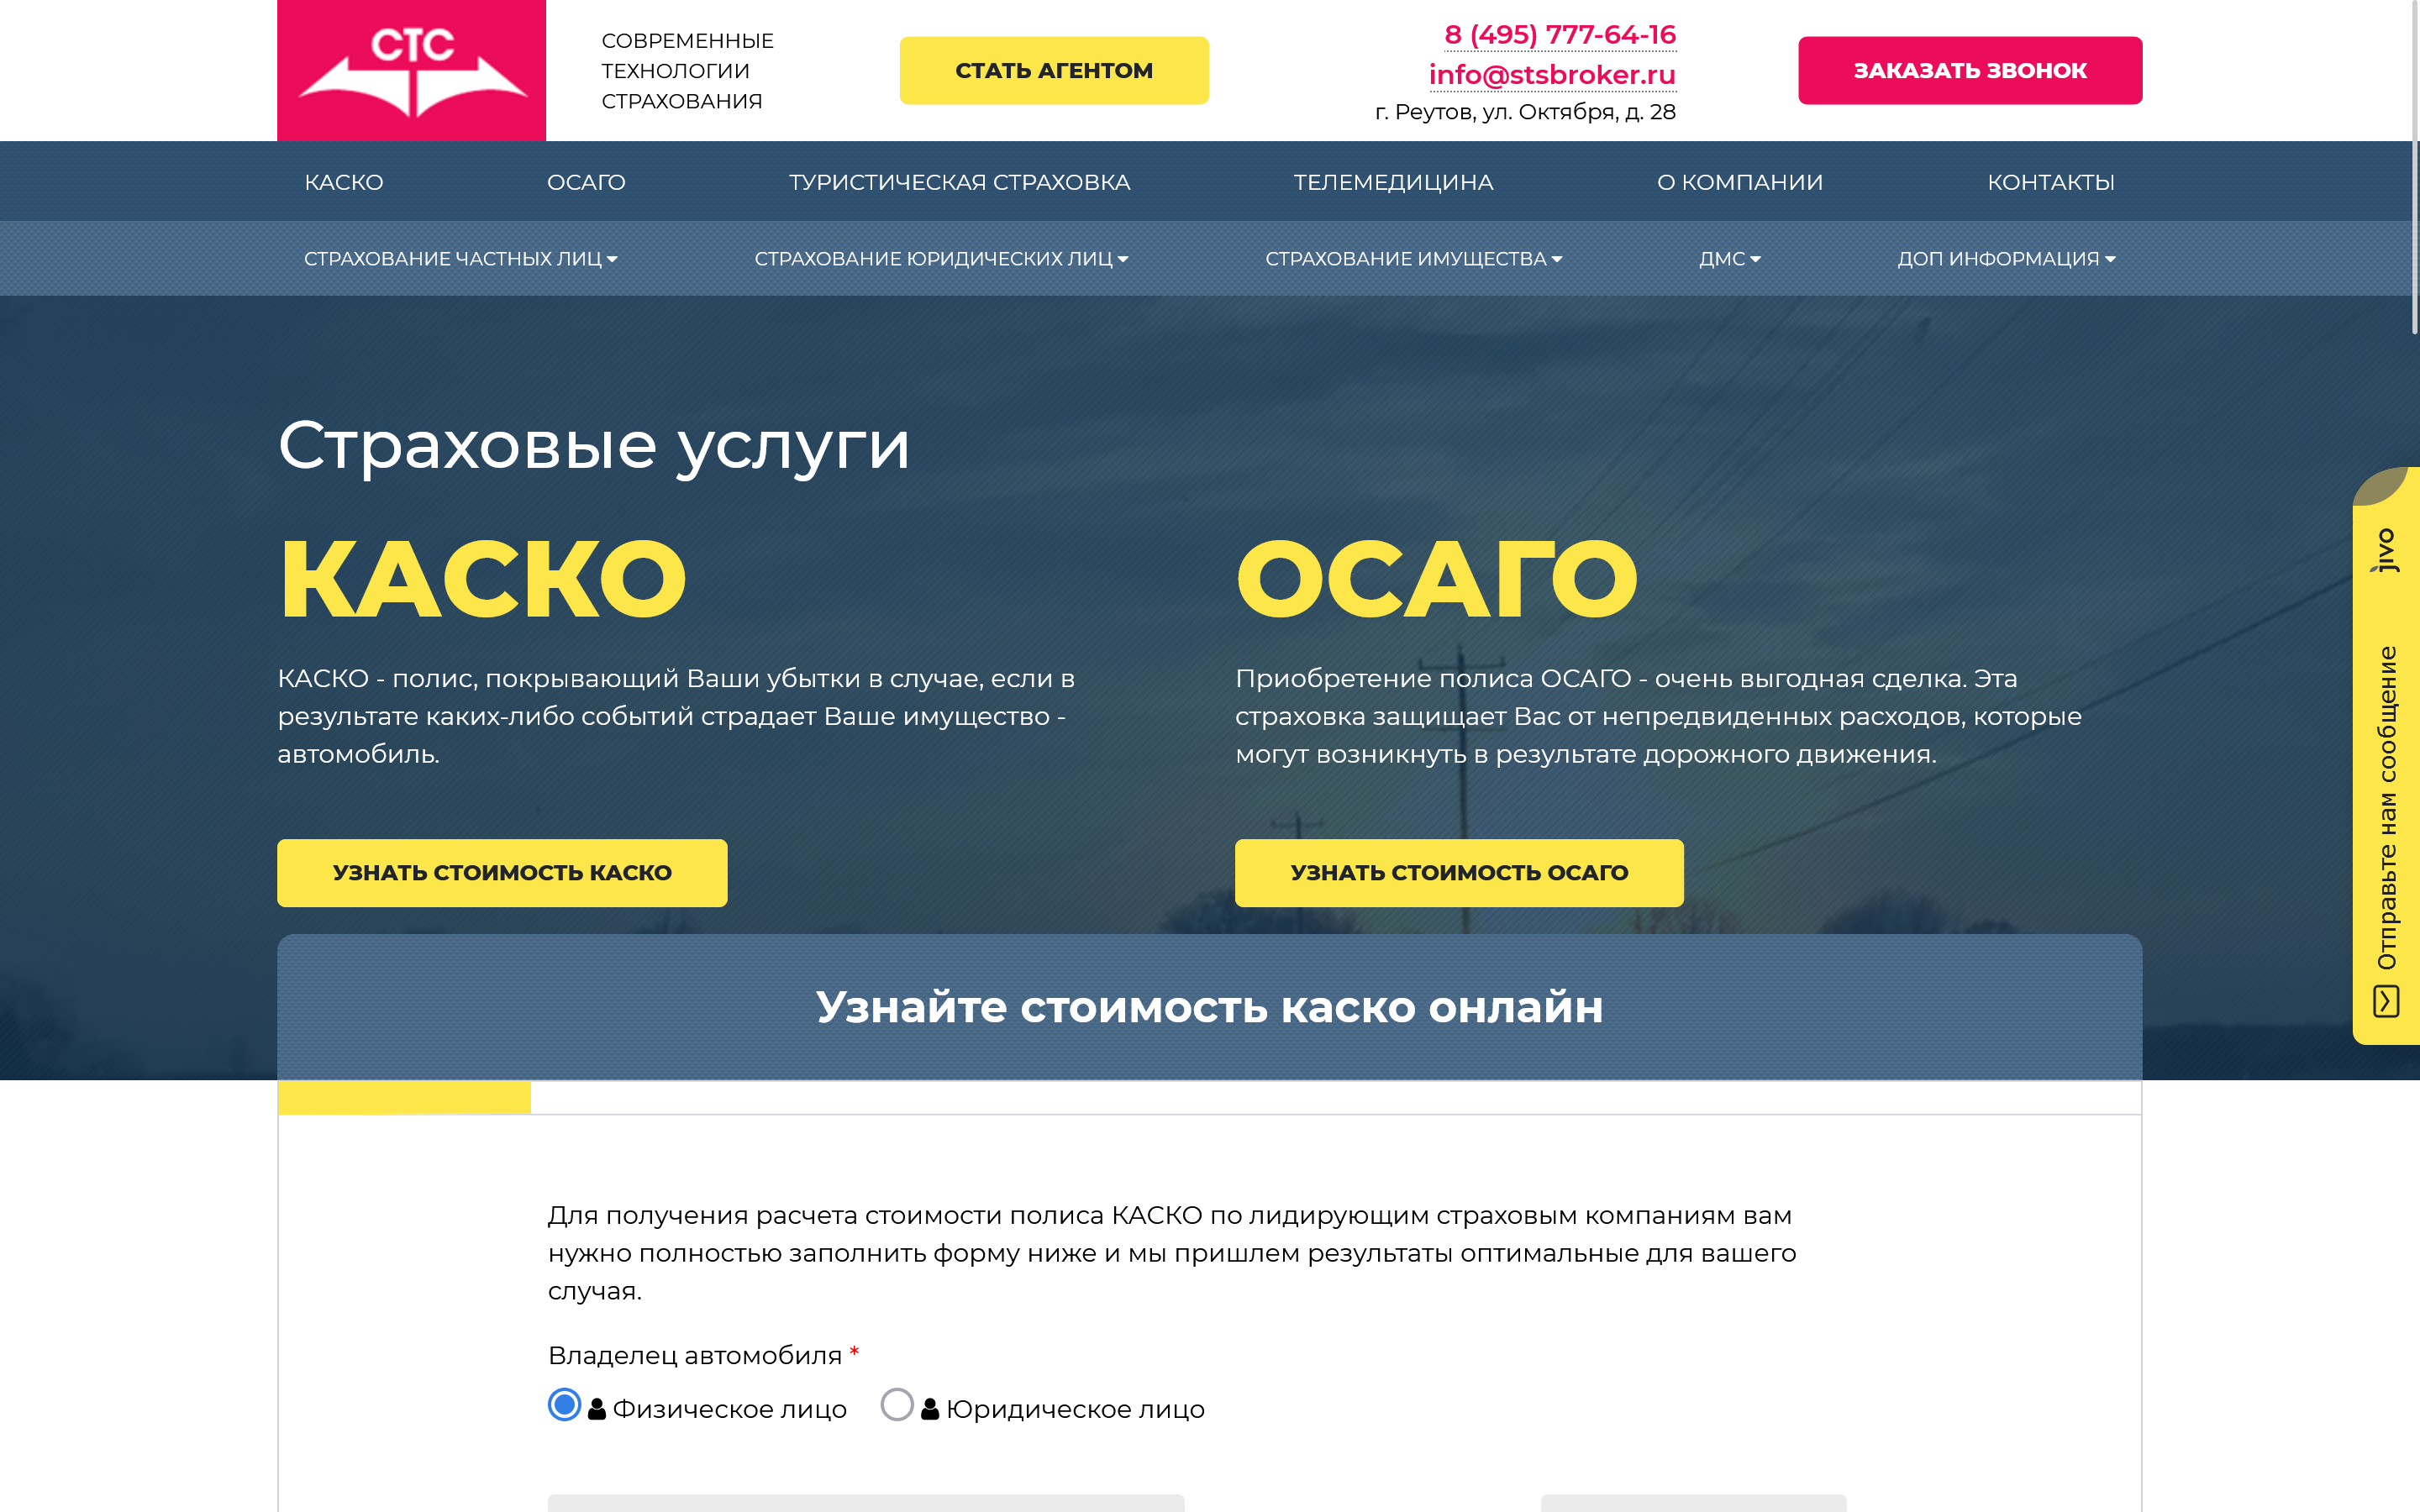 СТС
СОВРЕМЕННЫЕ
ТЕХНОЛОГИИ
СТРАХОВАНИЯ
СТАТЬ АГЕНТОМ
8 (495) 777-64-16
info@stsbroker.ru
г. Реутов, ул. Октября, д. 28
ЗАКАЗАТЬ ЗВОНОК
КАСКО ОСАГО ТУРИСТИЧЕСКАЯ СТРАХОВКА ТЕЛЕМЕДИЦИНА О КОМПАНИИ КОНТАКТЫ
СТРАХОВАНИЕ ЧАСТНЫХ ЛИЦ СТРАХОВАНИЕ ЮРИДИЧЕСКИХ ЛИЦ СТРАХОВАНИЕ ИМУЩЕСТВА ДМС ДОП ИНФОРМАЦИЯ
Страховые услуги
КАСКО
КАСКО - полис, покрывающий Ваши убытки в случае, если в
результате каких-либо событий страдает Ваше имущество -
автомобиль.
УЗНАТЬ СТОИМОСТЬ КАСКО
ОСАГО
Приобретение полиса ОСАГО - очень выгодная сделка. Эта
страховка защищает Вас от непредвиденных расходов, которые
могут возникнуть в результате дорожного движения.
УЗНАТЬ СТОИМОСТЬ ОСАГО
Отправьте нам сообщение
jivo
Узнайте стоимость каско онлайн
Для получения расчета стоимости полиса КАСКО по лидирующим страховым компаниям вам
нужно полностью заполнить форму ниже и мы пришлем результаты оптимальные для вашего
случая.
Владелец автомобиля *
Физическое лицо Юридическое лицо